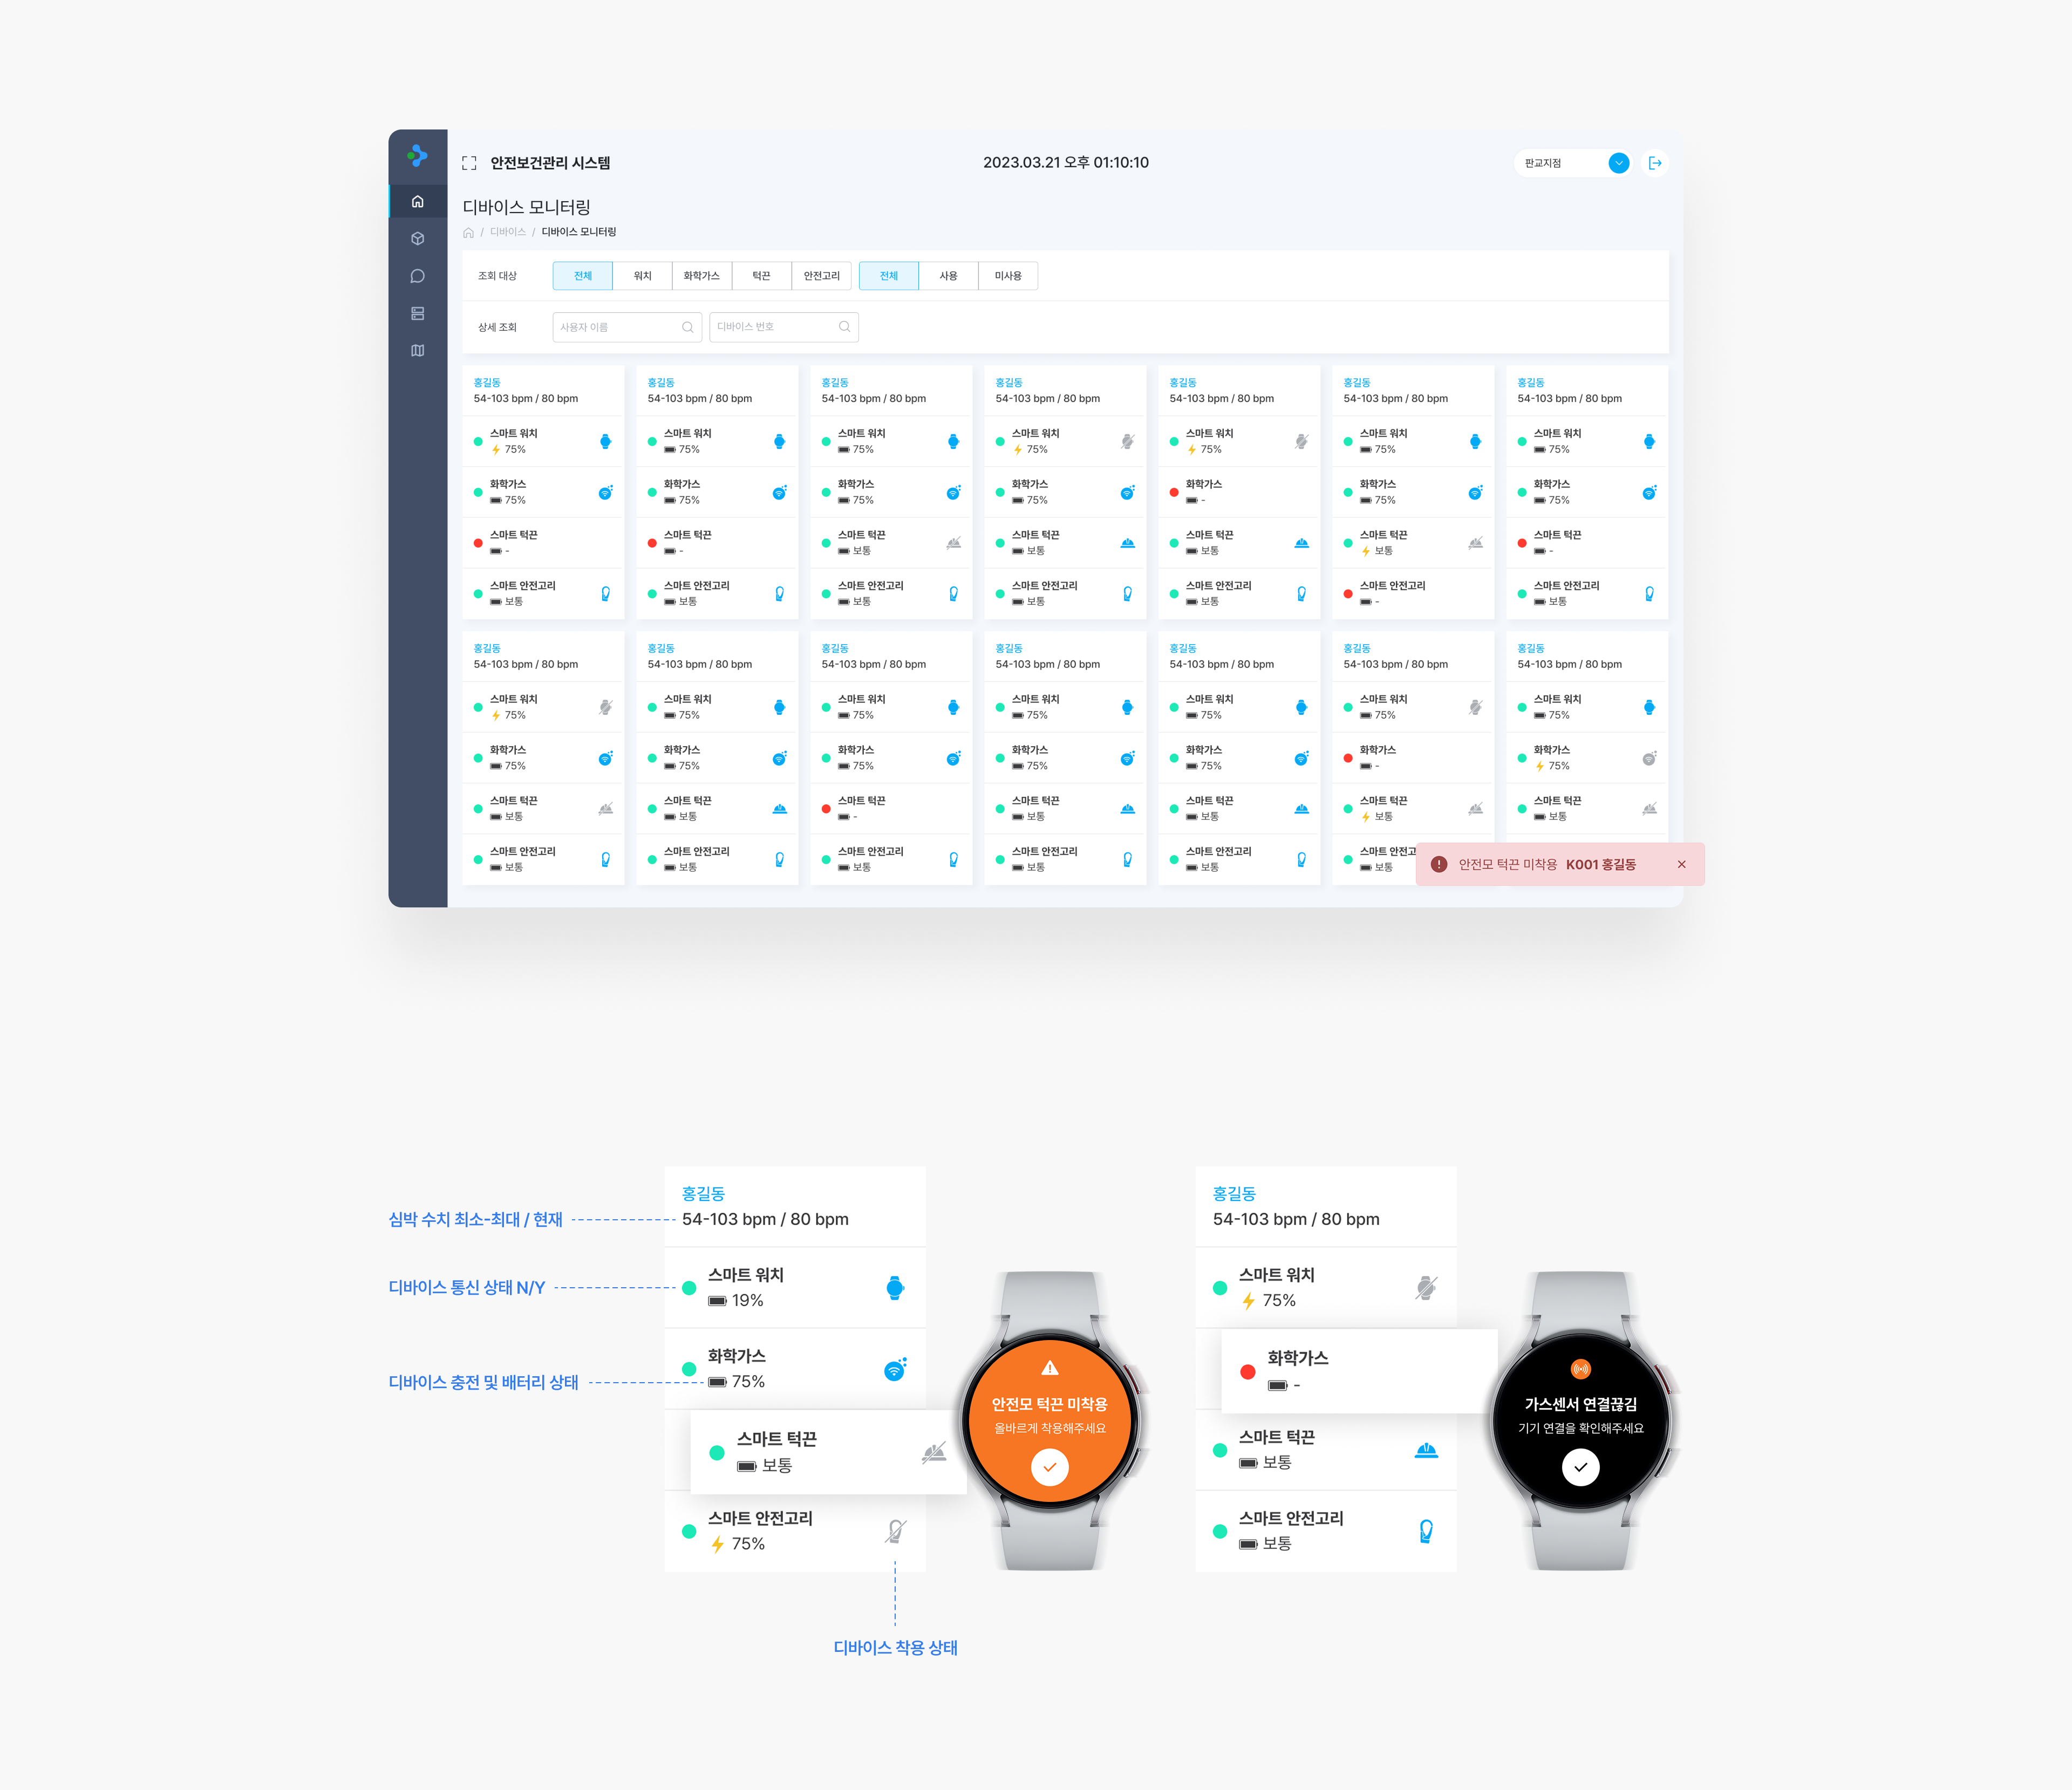 안전보건관리 시스템
2023.03.21 오후 01:10:10
판교지점
디바이스 모니터링
/ 디바이스 / 디바이스 모니터링
조회 대상 전체 워치 화학가스 턱끈 안전고리 전체 사용 미사용
상세 조회 사용자 이름 디바이스 번호
홍길동 홍길동 홍길동 홍길동 홍길동 홍길동 홍길동
54-103 bpm / 80 bpm 54-103 bpm / 80 bpm 54-103 bpm / 80 bpm 54-103 bpm / 80 bpm 54-103 bpm / 80 bpm 54-103 bpm / 80 bpm 54-103 bpm / 80 bpm
스마트 워치 스마트 워치 스마트 워치 스마트 워치 스마트 워치 스마트 워치 스마트 워치
75% 75% 75% 75% 75% 75% 75%
화학가스 화학가스 화학가스 화학가스 화학가스 화학가스 화학가스
75% 75% 75% 75% - 75% 75%
스마트 턱끈 스마트 턱끈 스마트 턱끈 스마트 턱끈 스마트 턱끈 스마트 턱끈 스마트 턱끈
- - 보통 보통 보통 보통 -
스마트 안전고리 스마트 안전고리 스마트 안전고리 스마트 안전고리 스마트 안전고리 스마트 안전고리 스마트 안전고리
보통 보통 보통 보통 보통 - 보통
홍길동 홍길동 홍길동 홍길동 홍길동 홍길동 홍길동
54-103 bpm / 80 bpm 54-103 bpm / 80 bpm 54-103 bpm / 80 bpm 54-103 bpm / 80 bpm 54-103 bpm / 80 bpm 54-103 bpm / 80 bpm 54-103 bpm / 80 bpm
스마트 워치 스마트 워치 스마트 워치 스마트 워치 스마트 워치 스마트 워치 스마트 워치
75% 75% 75% 75% 75% 75% 75%
화학가스 화학가스 화학가스 화학가스 화학가스 화학가스 화학가스
75% 75% 75% 75% 75% - 75%
스마트 턱끈 스마트 턱끈 스마트 턱끈 스마트 턱끈 스마트 턱끈 스마트 턱끈 스마트 턱끈
보통 보통 - 보통 보통 보통 보통
스마트 안전고리 스마트 안전고리 스마트 안전고리 스마트 안전고리 스마트 안전고리 스마트 안전
보통 보통 보통 보통 보통 보통
안전모 턱끈 미착용 K001 홍길동
심박 수치 최소-최대 / 현재
디바이스 통신 상태 N/Y
디바이스 충전 및 배터리 상태
홍길동
54-103 bpm / 80 bpm
스마트 워치
19%
화학가스
75%
스마트 턱끈
보통
스마트 안전고리
75%
디바이스 착용 상태
안전모 턱끈 미착용
올바르게 착용해주세요
홍길동
54-103 bpm / 80 bpm
스마트 워치
75%
화학가스
-
스마트 턱끈
보통
스마트 안전고리
보통
가스센서 연결끊김
기기 연결을 확인해주세요